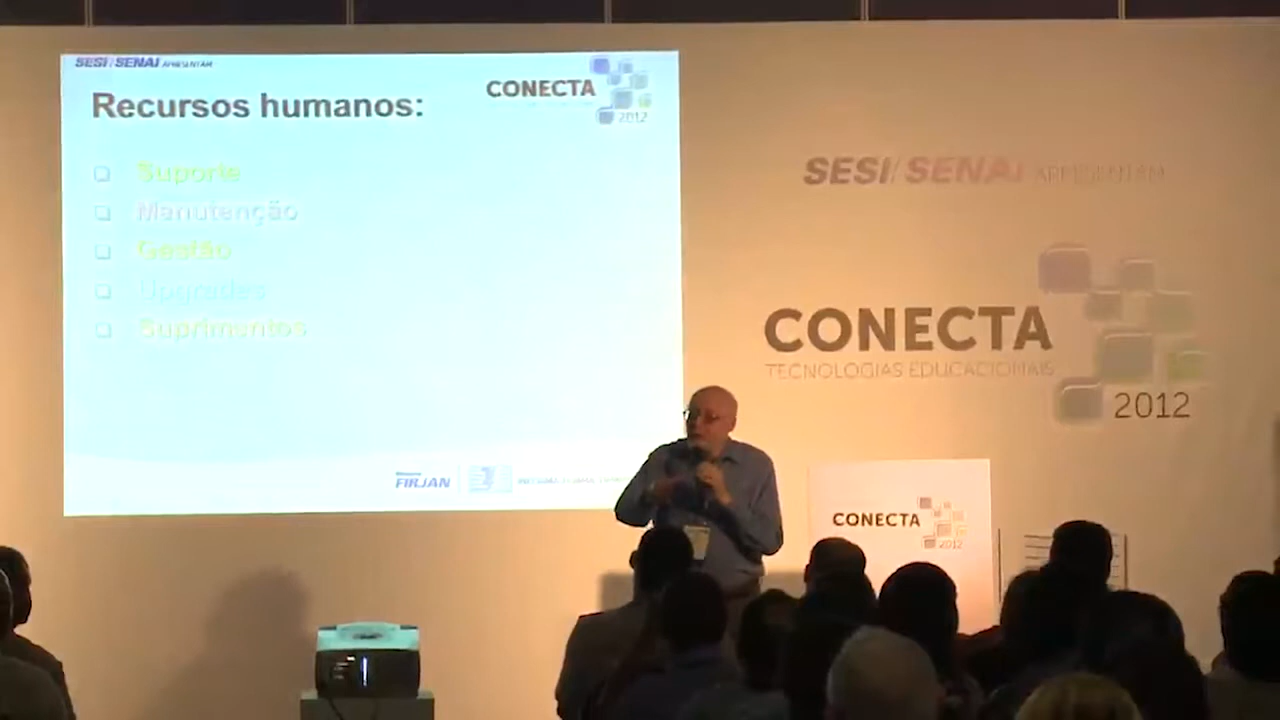 SESI/SENAI APRESENTAM
CONECTA
2012
Recursos humanos:
Suporte
Manutenção
Gestão
Upgrades
Suprimentos
FIRJAN
SESI/SENAI APRESENTAM
CONECTA
TECNOLOGIAS EDUCACIONAIS
2012
CONECTA
2012